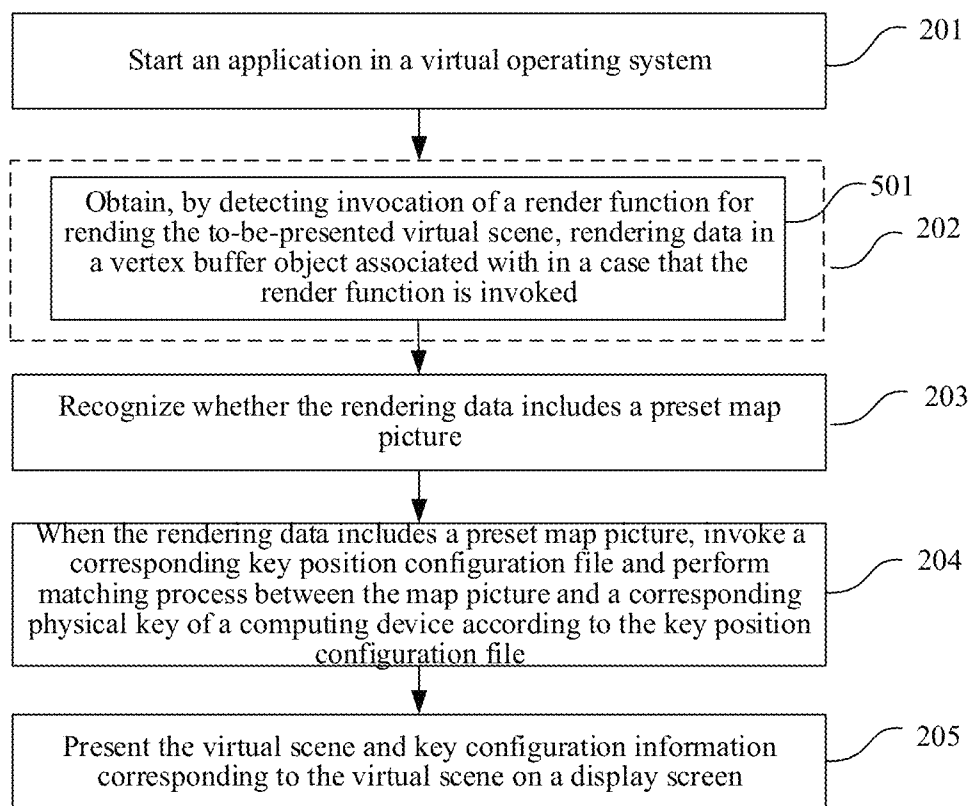 Start an application in a virtual operating system
201
Obtain, by detecting invocation of a render function for
rending the to-be-presented virtual scene, rendering data in
a vertex buffer object associated with in a case that the
render function is invoked
501
202
Recognize whether the rendering data includes a preset map
picture
203
When the rendering data includes a preset map picture, invoke a
corresponding key position configuration file and perform
matching process between the map picture and a corresponding
physical key of a computing device according to the key position
configuration file
204
Present the virtual scene and key configuration information
corresponding to the virtual scene on a display screen
205